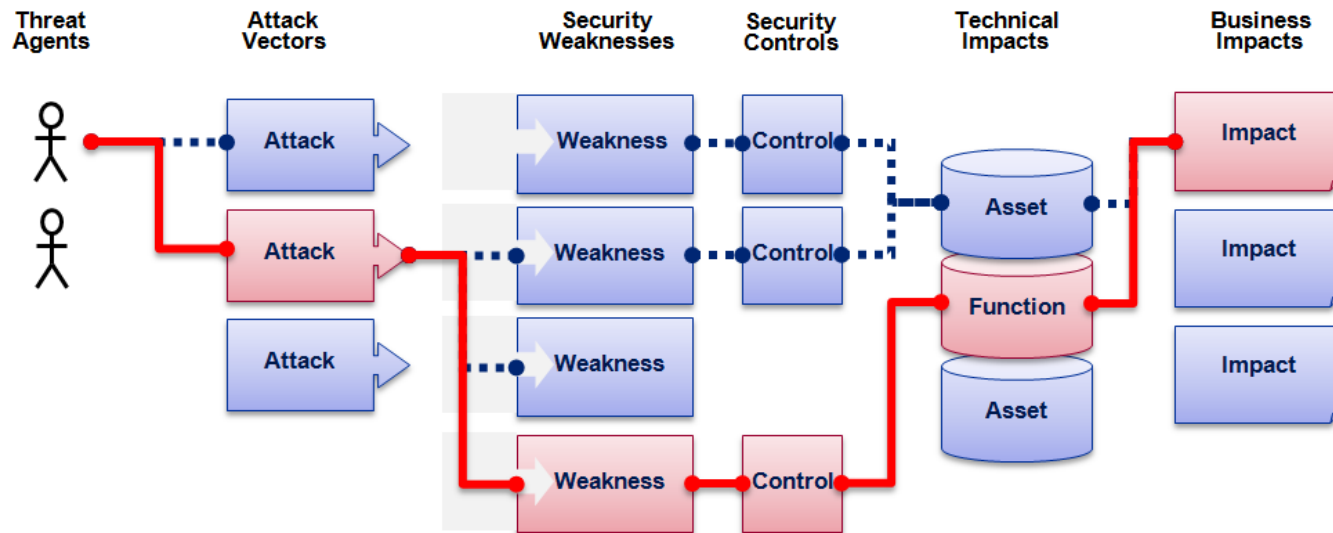 Threat
Agents
Attack
Vectors
Security
Weaknesses
Security
Controls
Technical
Impacts
Business
Impacts
Attack
Weakness
Control
Impact
Asset
Attack
Weakness
Control
Impact
Function
Attack
Weakness
Impact
Asset
Weakness
Control